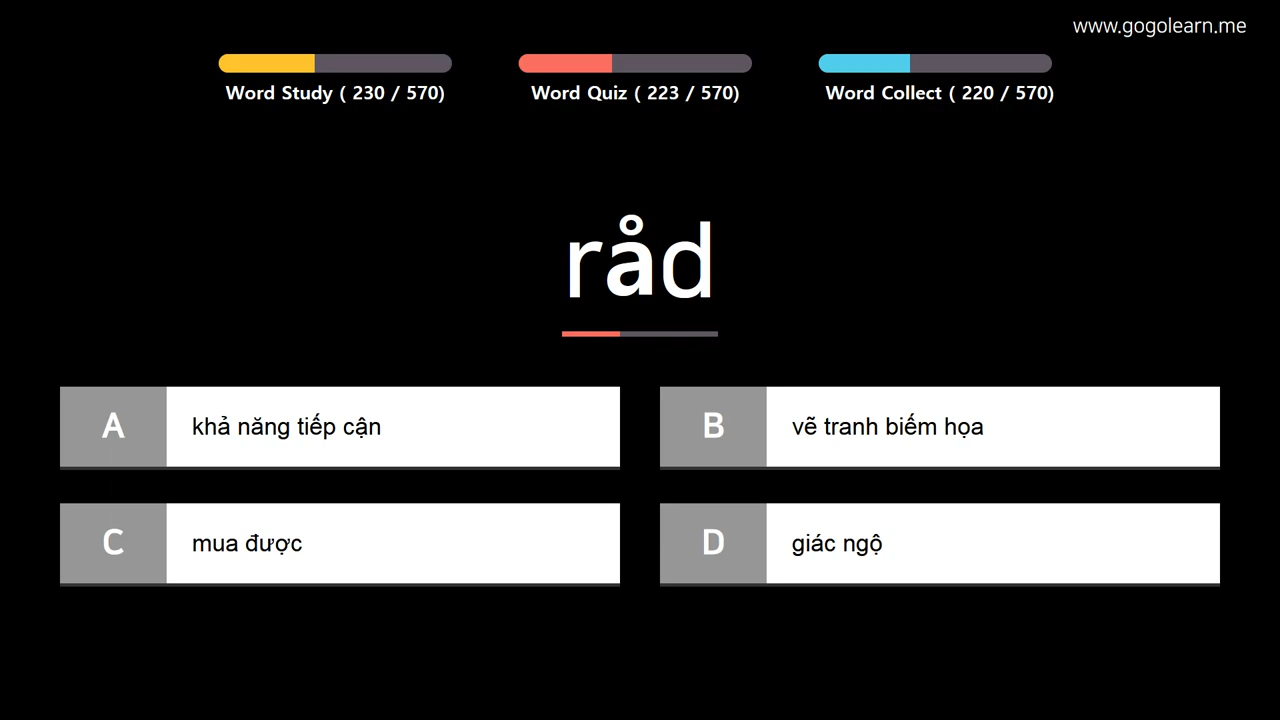 www.gogolearn.me
Word Study ( 230 / 570)
Word Quiz ( 223 / 570)
Word Collect ( 220 / 570)
råd
A khả năng tiếp cận
B vẽ tranh biếm họa
C mua được
D giác ngộ